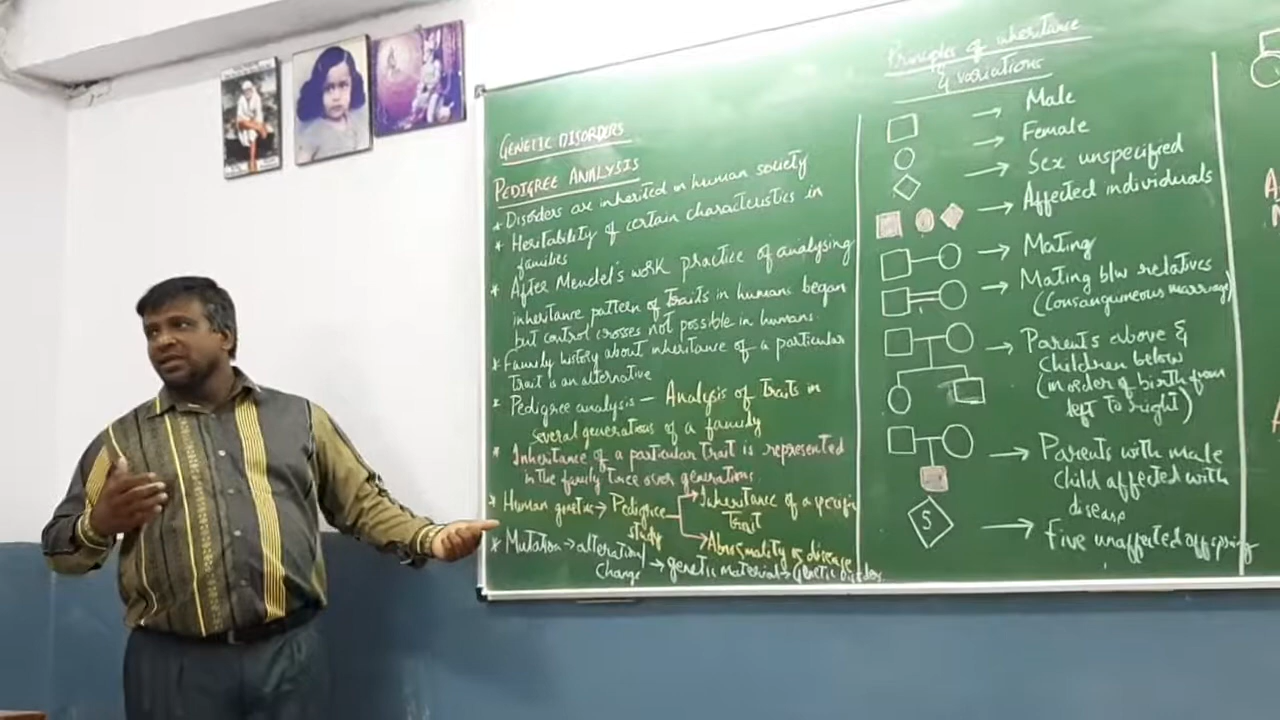 GENETIC DISORDERS
PEDIGREE ANALYSIS
* Disorders are inherited in human society
* Heritability of certain characteristics in
families
* After Mendel's work practice of analysing
inheritance pattern of traits in humans began
but control crosses not possible in humans
* Family history about inheritance of a particular
trait is an alternative
* Pedigree analysis – Analysis of traits in
several generations of a family
* Inheritance of a particular trait is represented
in the family tree over generations
* Human genetics → Pedigree study → Inheritance of a specific
trait
→ Abnormality or disease
* Mutation → alteration/
change → genetic material → Genetic Disorders
Principles of inheritance
& variations
→ Male
→ Female
→ Sex unspecified
→ Affected individuals
→ Mating
→ Mating b/w relatives
(Consanguineous marriage)
→ Parents above &
children below
(in order of birth from
left to right)
→ Parents with male
child affected with
disease
5 → Five unaffected offspring